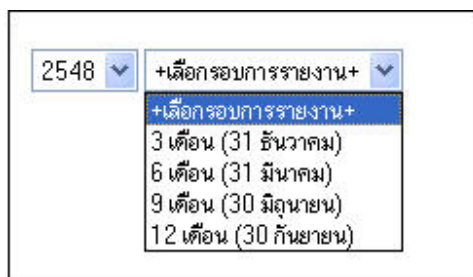 2548 +เลือกรอบการรายงาน+
+เลือกรอบการรายงาน+
3 เดือน (31 ธันวาคม)
6 เดือน (31 มีนาคม)
9 เดือน (30 มิถุนายน)
12 เดือน (30 กันยายน)